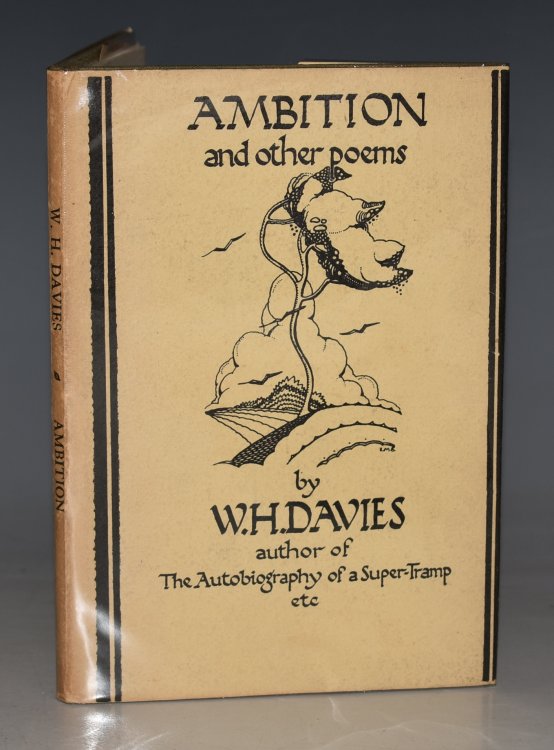 AMBITION
and other poems
by
W.H.DAVIES
author of
The Autobiography of a Super-Tramp
etc
W. H. DAVIES
AMBITION